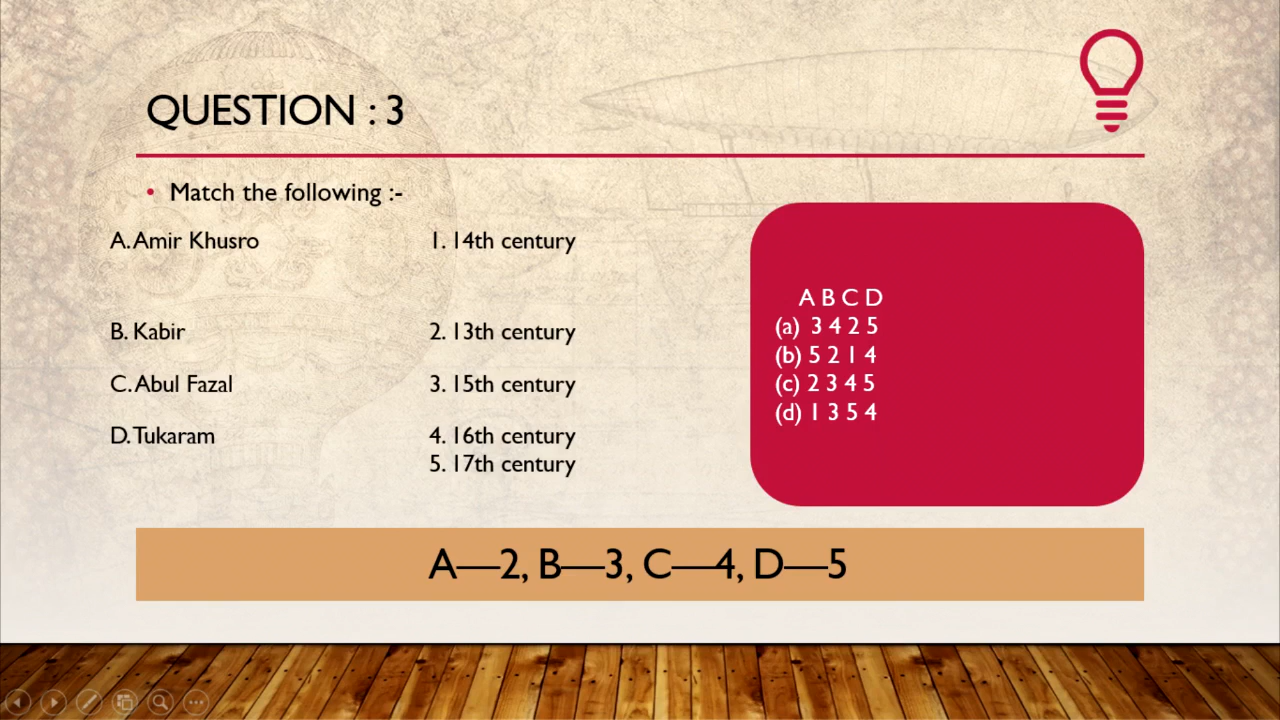 QUESTION : 3
• Match the following :-
A. Amir Khusro 1. 14th century
B. Kabir 2. 13th century
C. Abul Fazal 3. 15th century
D. Tukaram 4. 16th century
5. 17th century
A B C D
(a) 3 4 2 5
(b) 5 2 1 4
(c) 2 3 4 5
(d) 1 3 5 4
A—2, B—3, C—4, D—5